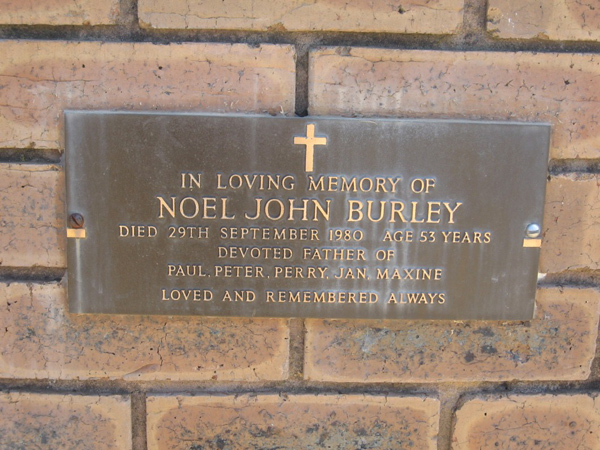 IN LOVING MEMORY OF
NOEL JOHN BURLEY
DIED 29TH SEPTEMBER 1980 AGE 53 YEARS
DEVOTED FATHER OF
PAUL, PETER, PERRY, JAN, MAXINE
LOVED AND REMEMBERED ALWAYS